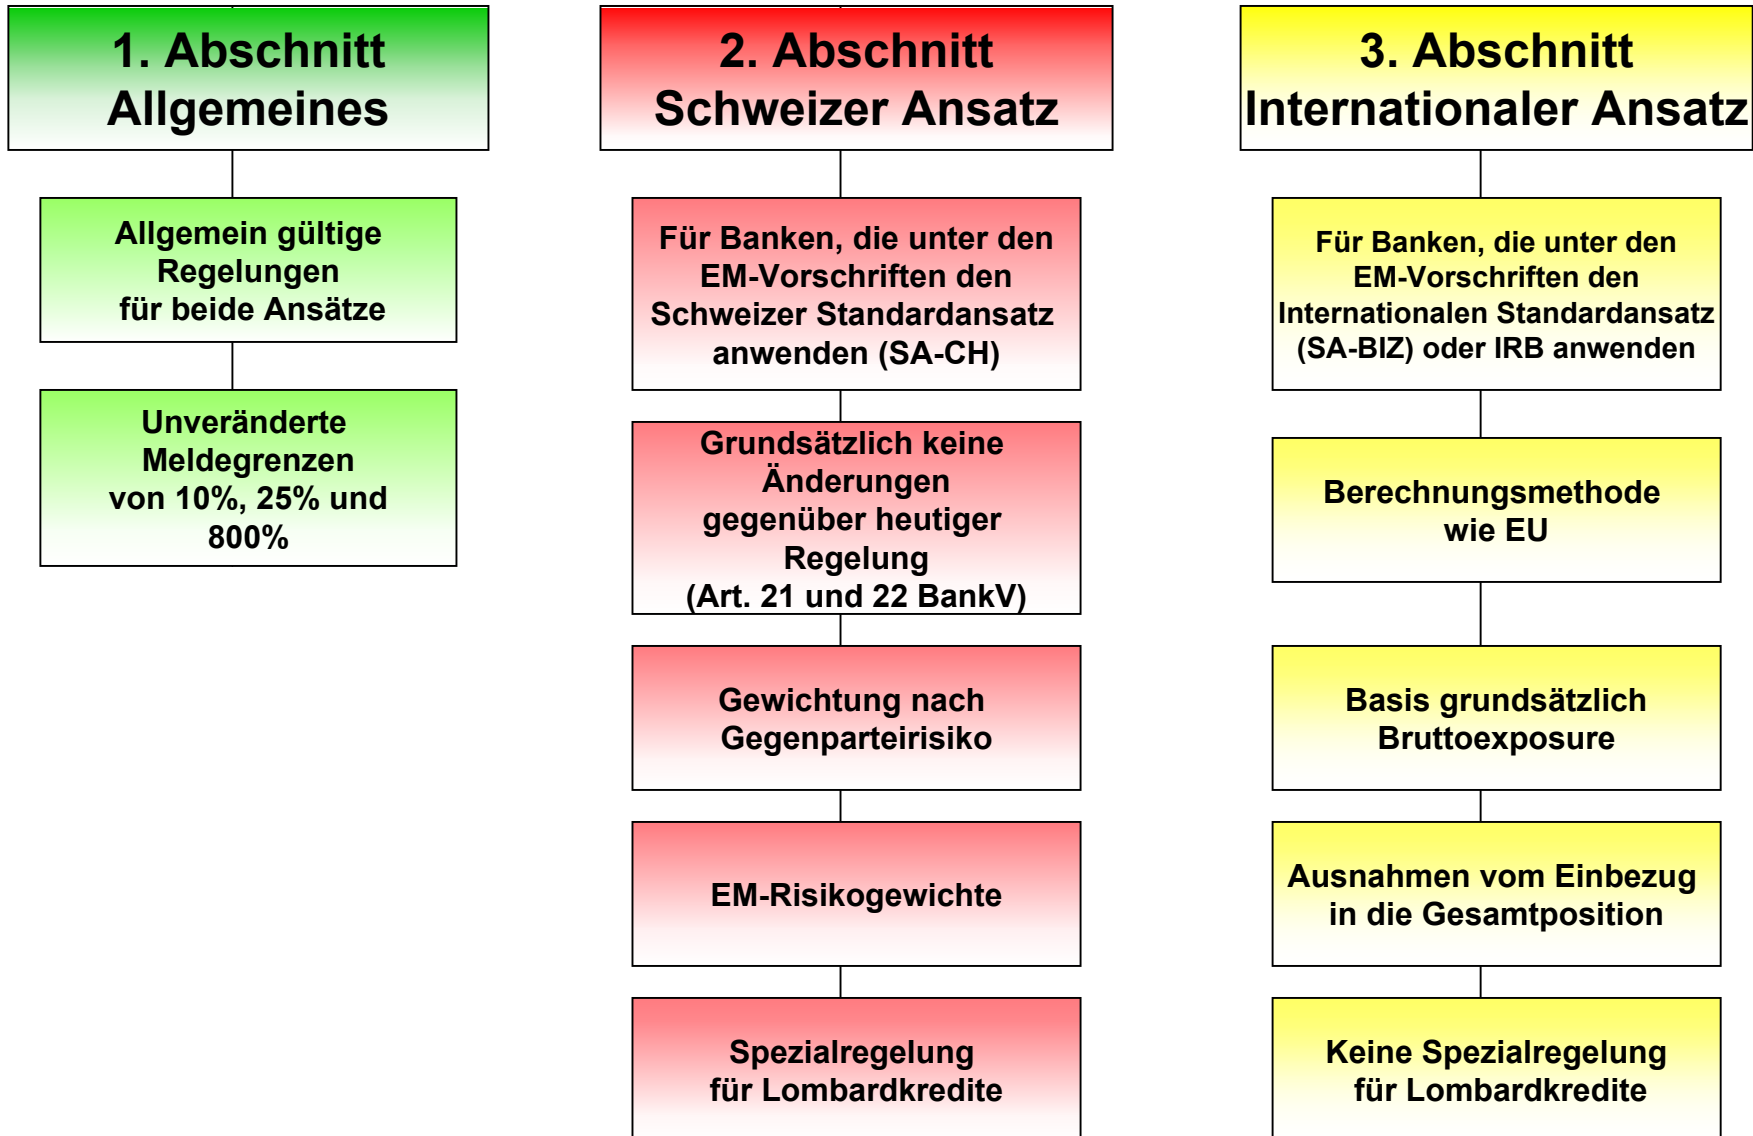 1. Abschnitt
Allgemeines
Allgemein gültige
Regelungen
für beide Ansätze
Unveränderte
Meldegrenzen
von 10%, 25% und
800%
2. Abschnitt
Schweizer Ansatz
Für Banken, die unter den
EM-Vorschriften den
Schweizer Standardansatz
anwenden (SA-CH)
Grundsätzlich keine
Änderungen
gegenüber heutiger
Regelung
(Art. 21 und 22 BankV)
Gewichtung nach
Gegenparteirisiko
EM-Risikogewichte
Spezialregelung
für Lombardkredite
3. Abschnitt
Internationaler Ansatz
Für Banken, die unter den
EM-Vorschriften den
Internationalen Standardansatz
(SA-BIZ) oder IRB anwenden
Berechnungsmethode
wie EU
Basis grundsätzlich
Bruttoexposure
Ausnahmen vom Einbezug
in die Gesamtposition
Keine Spezialregelung
für Lombardkredite